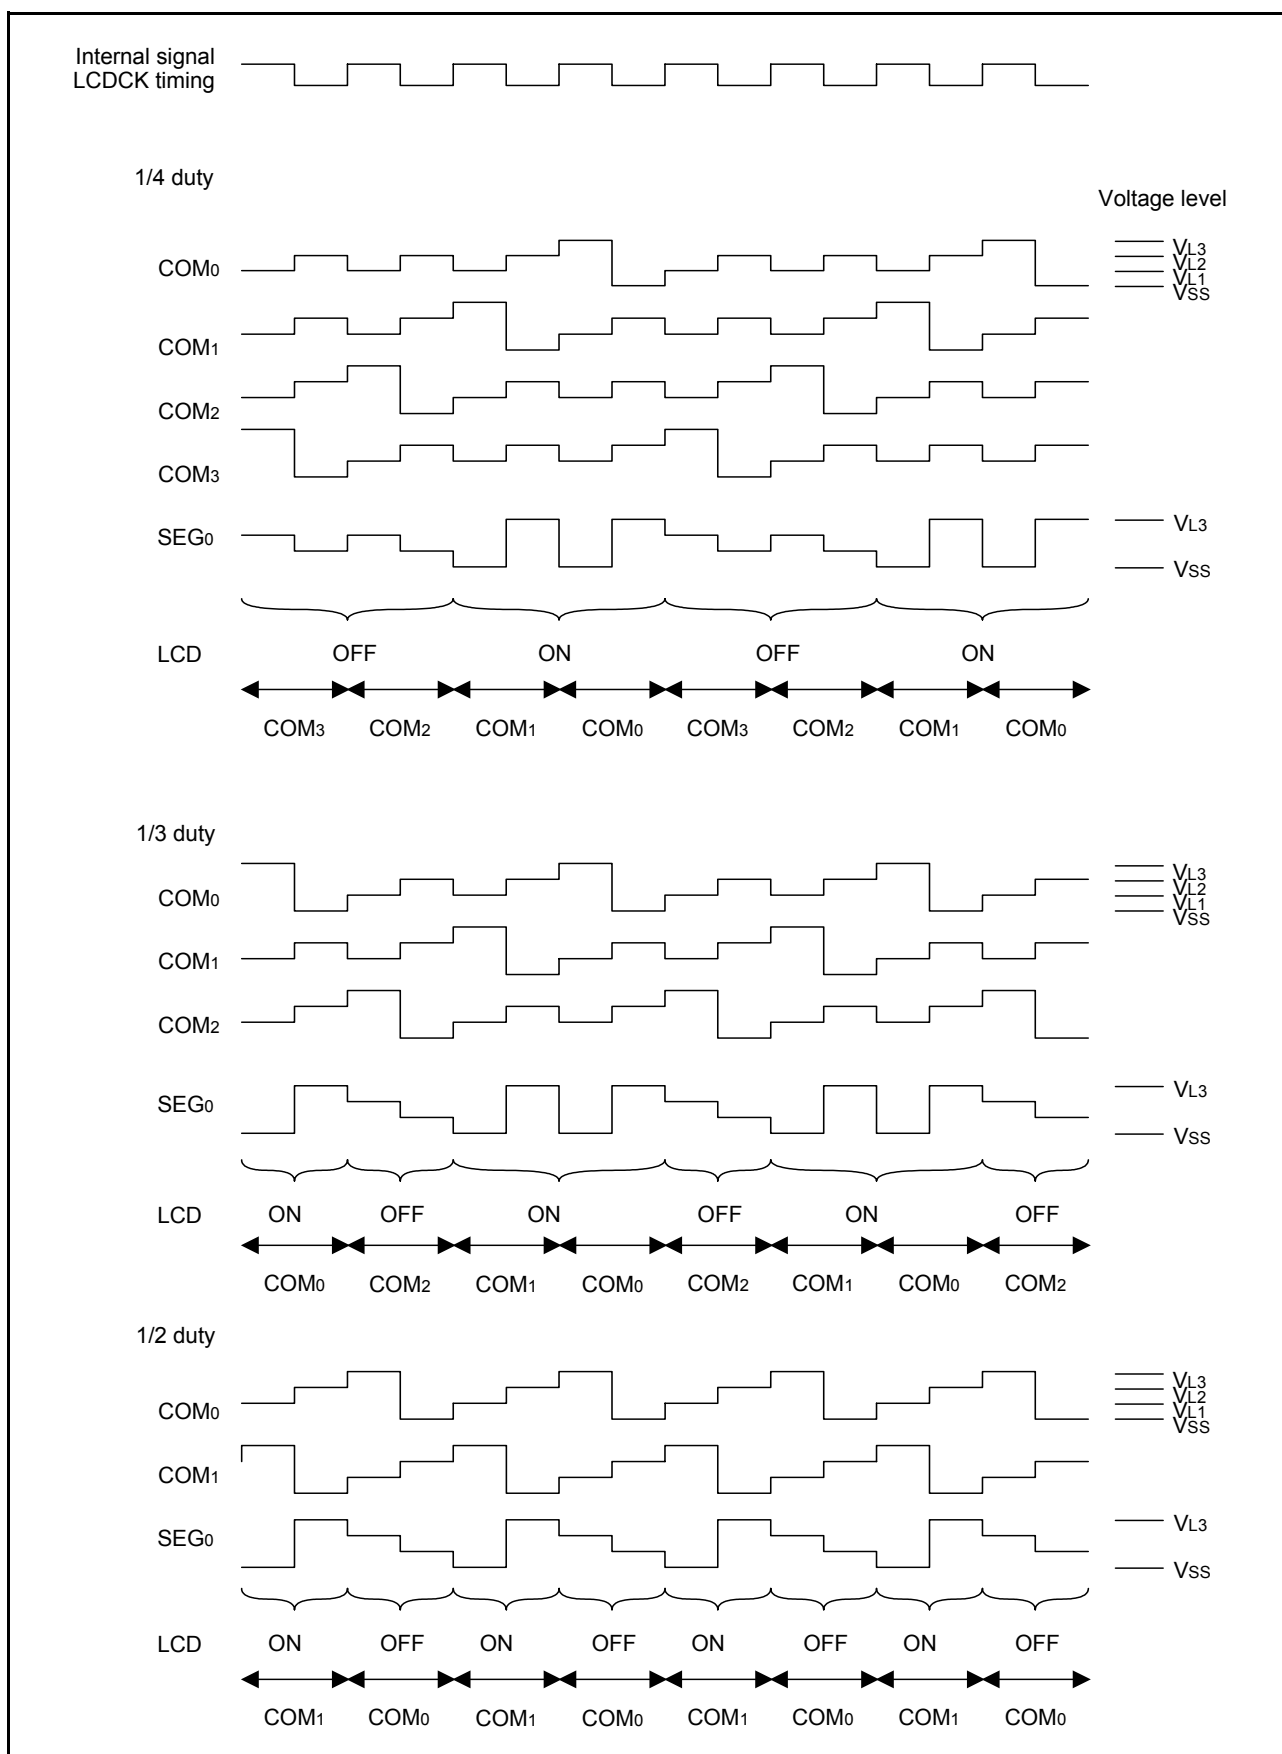 Internal signal
LCDCK timing
1/4 duty
Voltage level
COM0
VL3
VL2
VL1
VSS
COM1
COM2
COM3
SEG0
VL3
VSS
LCD OFF ON OFF ON
COM3 COM2 COM1 COM0 COM3 COM2 COM1 COM0
1/3 duty
COM0
VL3
VL2
VL1
VSS
COM1
COM2
SEG0
VL3
VSS
LCD ON OFF ON OFF ON OFF
COM0 COM2 COM1 COM0 COM2 COM1 COM0 COM2
1/2 duty
COM0
VL3
VL2
VL1
VSS
COM1
SEG0
VL3
VSS
LCD ON OFF ON OFF ON OFF ON OFF
COM1 COM0 COM1 COM0 COM1 COM0 COM1 COM0